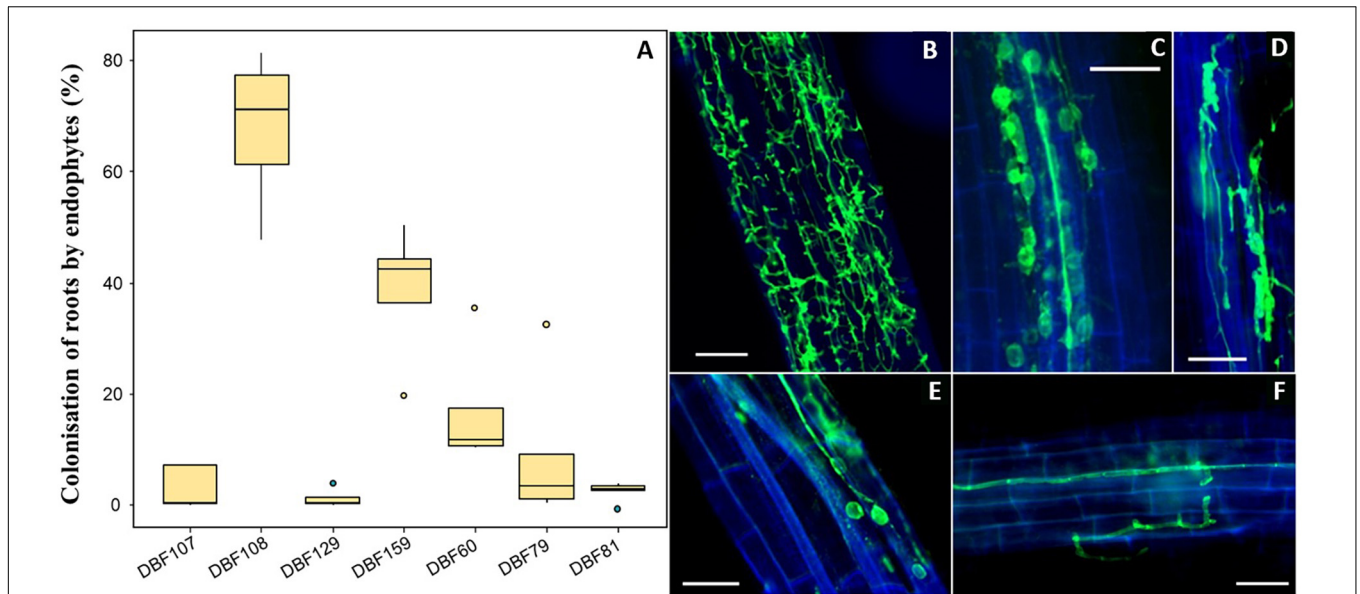 Colonisation of roots by endophytes (%)
80
60
40
20
0
DBF107
DBF108
DBF129
DBF159
DBF60
DBF79
DBF81
A
B
C
D
E
F